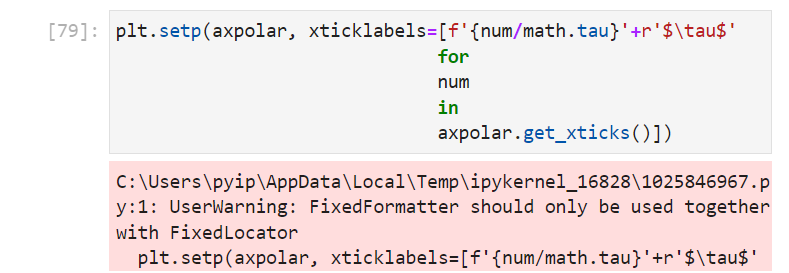 [79]: plt.setp(axpolar, xticklabels=[f'{num/math.tau}'+r'$\tau$'
for
num
in
axpolar.get_xticks()])
C:\Users\pyip\AppData\Local\Temp\ipykernel_16828\1025846967.p
y:1: UserWarning: FixedFormatter should only be used together
with FixedLocator
plt.setp(axpolar, xticklabels=[f'{num/math.tau}'+r'$\tau$'